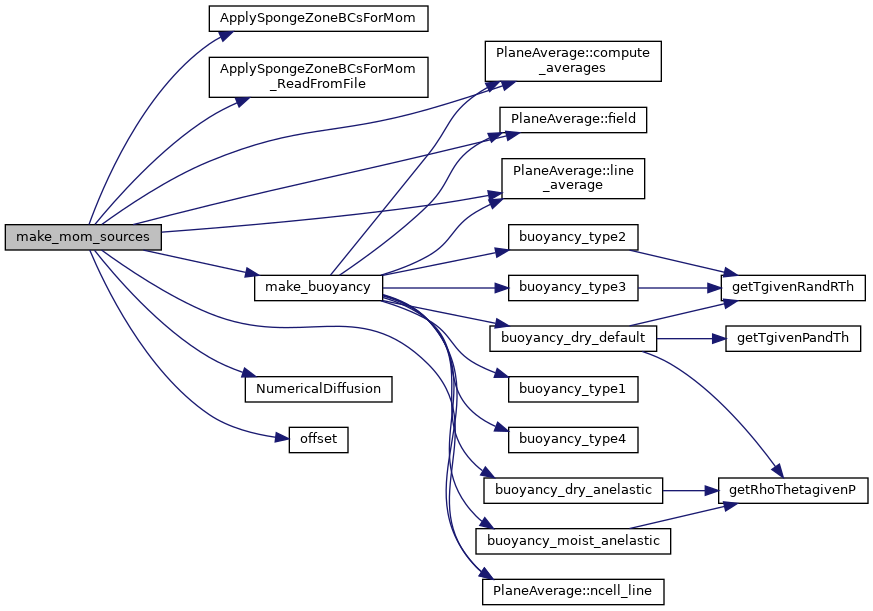 ApplySpongeZoneBCsForMom
ApplySpongeZoneBCsForMom
_ReadFromFile
PlaneAverage::compute
_averages
PlaneAverage::field
PlaneAverage::line
_average
make_mom_sources
buoyancy_type2
make_buoyancy
buoyancy_type3
getTgivenRandRTh
buoyancy_dry_default
getTgivenPandTh
NumericalDiffusion
buoyancy_type1
offset
buoyancy_type4
buoyancy_dry_anelastic
getRhoThetagivenP
buoyancy_moist_anelastic
PlaneAverage::ncell_line